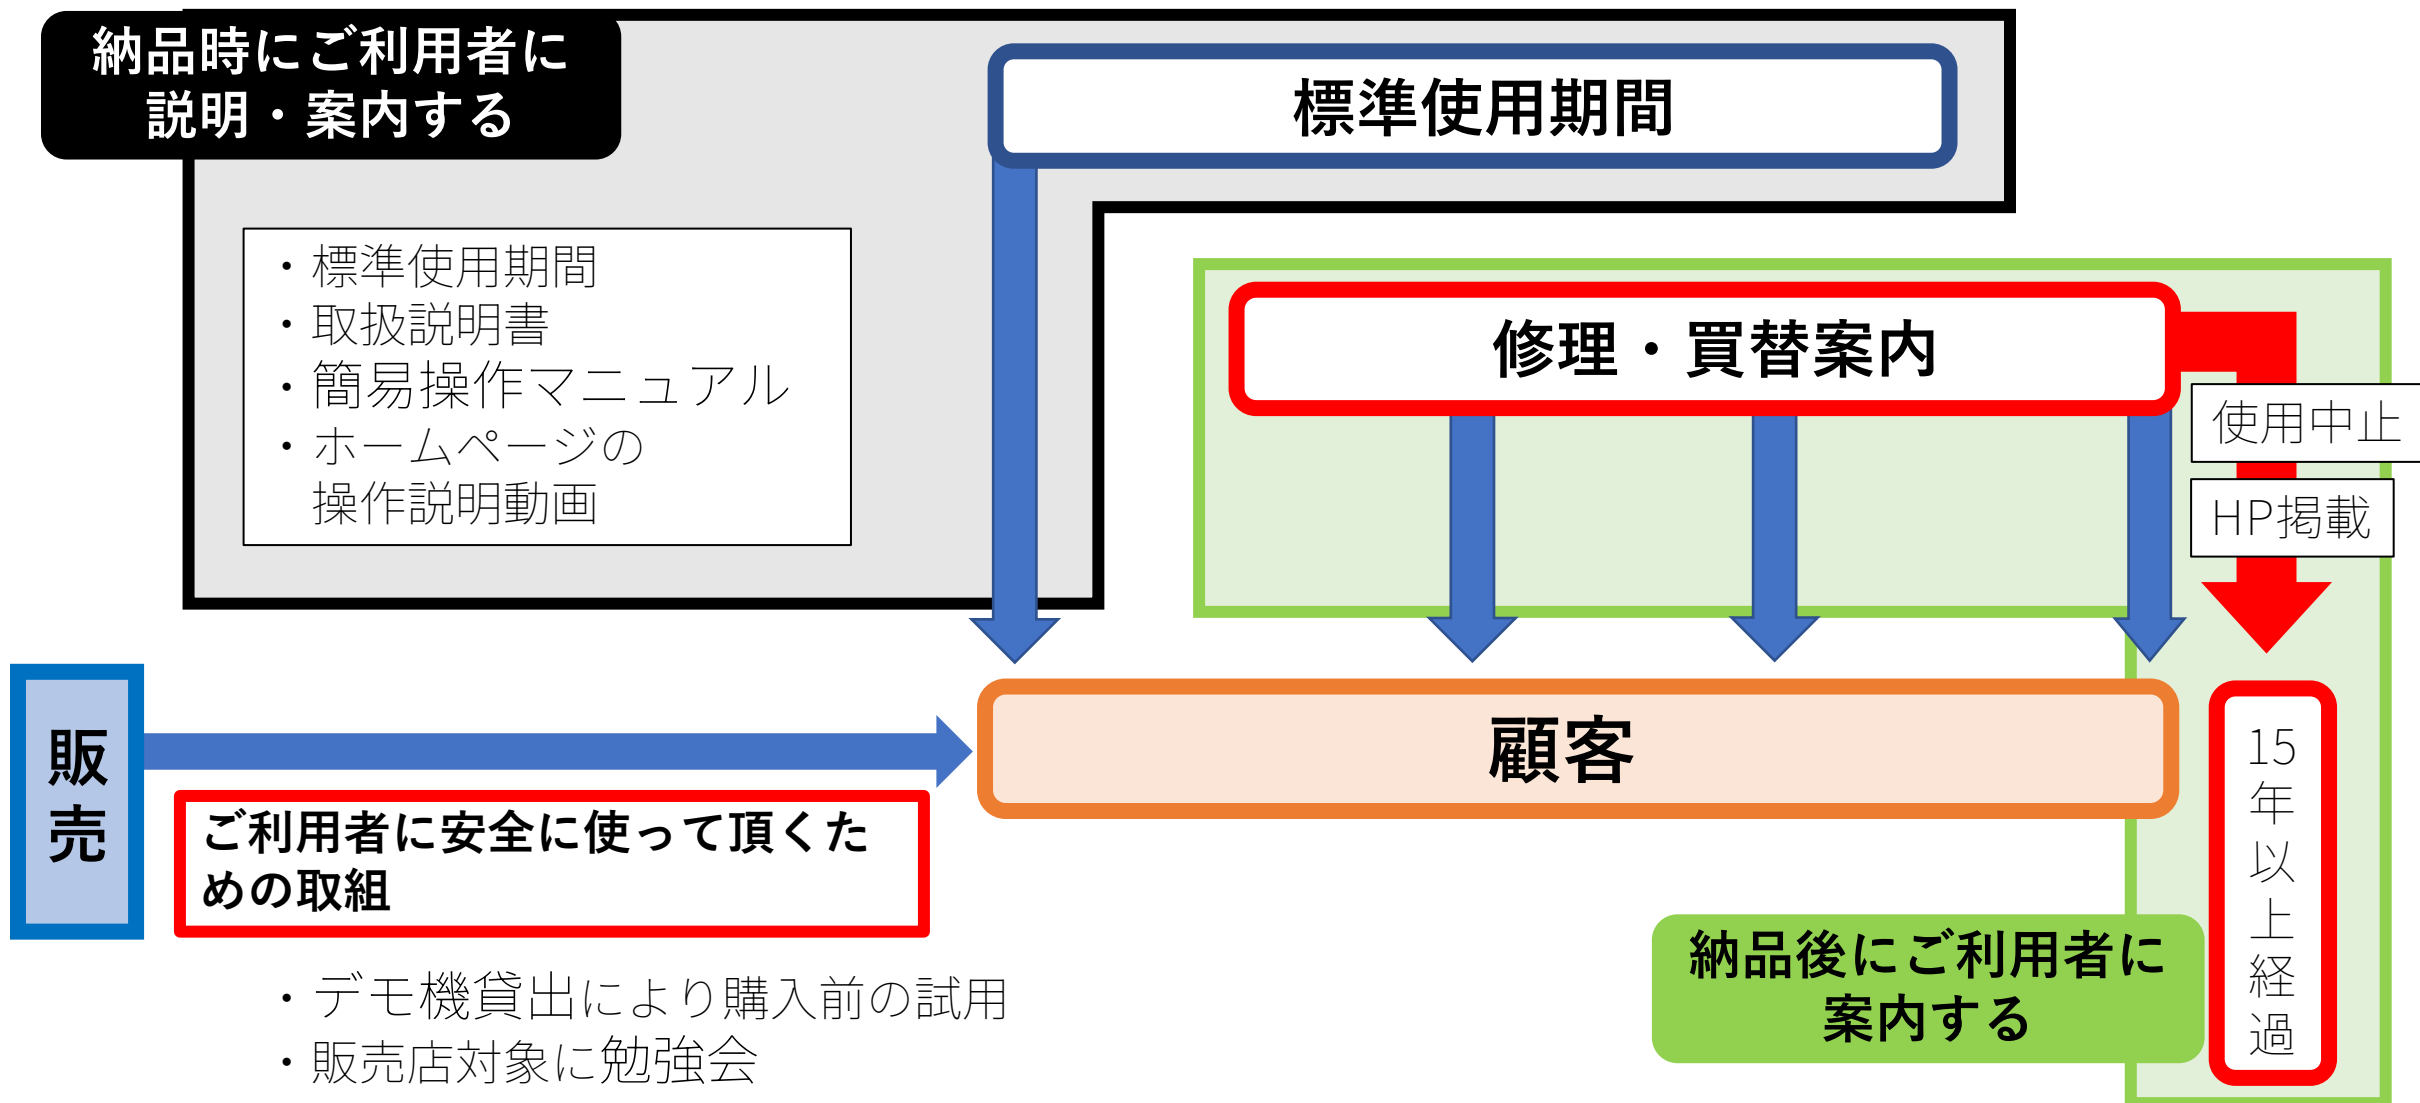 納品時にご利用者に
説明・案内する
標準使用期間
・標準使用期間
・取扱説明書
・簡易操作マニュアル
・ホームページの
操作説明動画
修理・買替案内
使用中止
HP掲載
販売
顧客
ご利用者に安全に使って頂くた
めの取組
・デモ機貸出により購入前の試用
・販売店対象に勉強会
15年以上経過
納品後にご利用者に
案内する